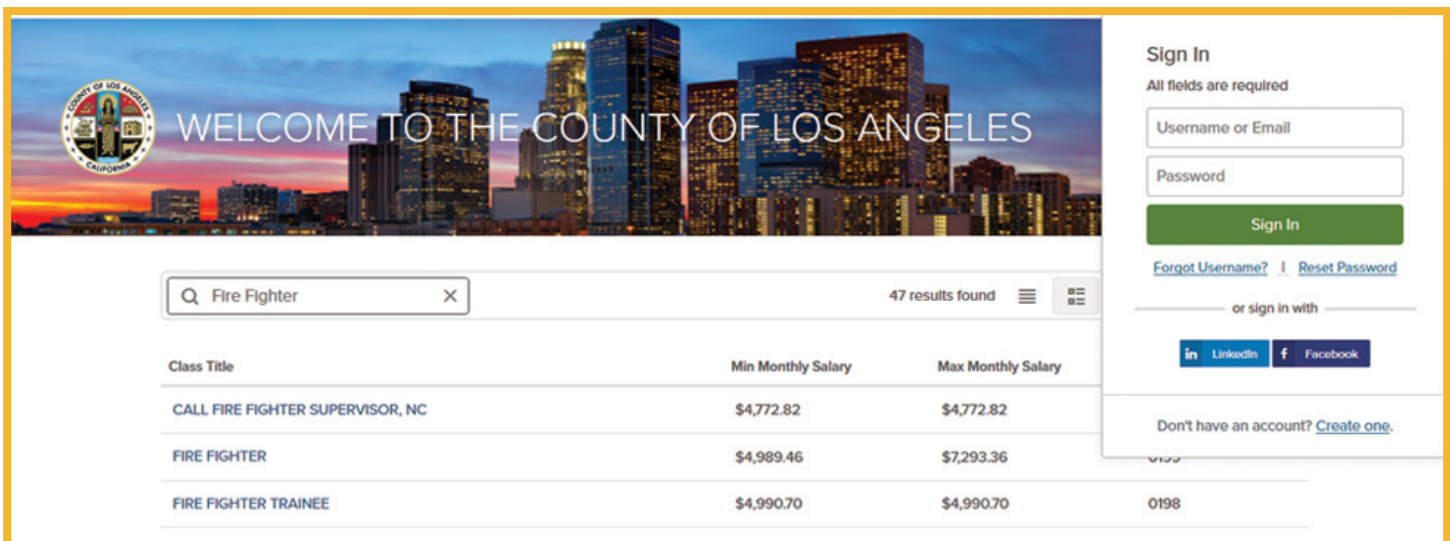 COUNTY OF LOS ANGELES
CALIFORNIA
WELCOME TO THE COUNTY OF LOS ANGELES
Sign In
All fields are required
Username or Email
Password
Sign In
Forgot Username? | Reset Password
or sign in with
in LinkedIn f Facebook
Don't have an account? Create one.
Fire Fighter
47 results found
Class Title Min Monthly Salary Max Monthly Salary
CALL FIRE FIGHTER SUPERVISOR, NC $4,772.82 $4,772.82
FIRE FIGHTER $4,989.46 $7,293.36
FIRE FIGHTER TRAINEE $4,990.70 $4,990.70 0198